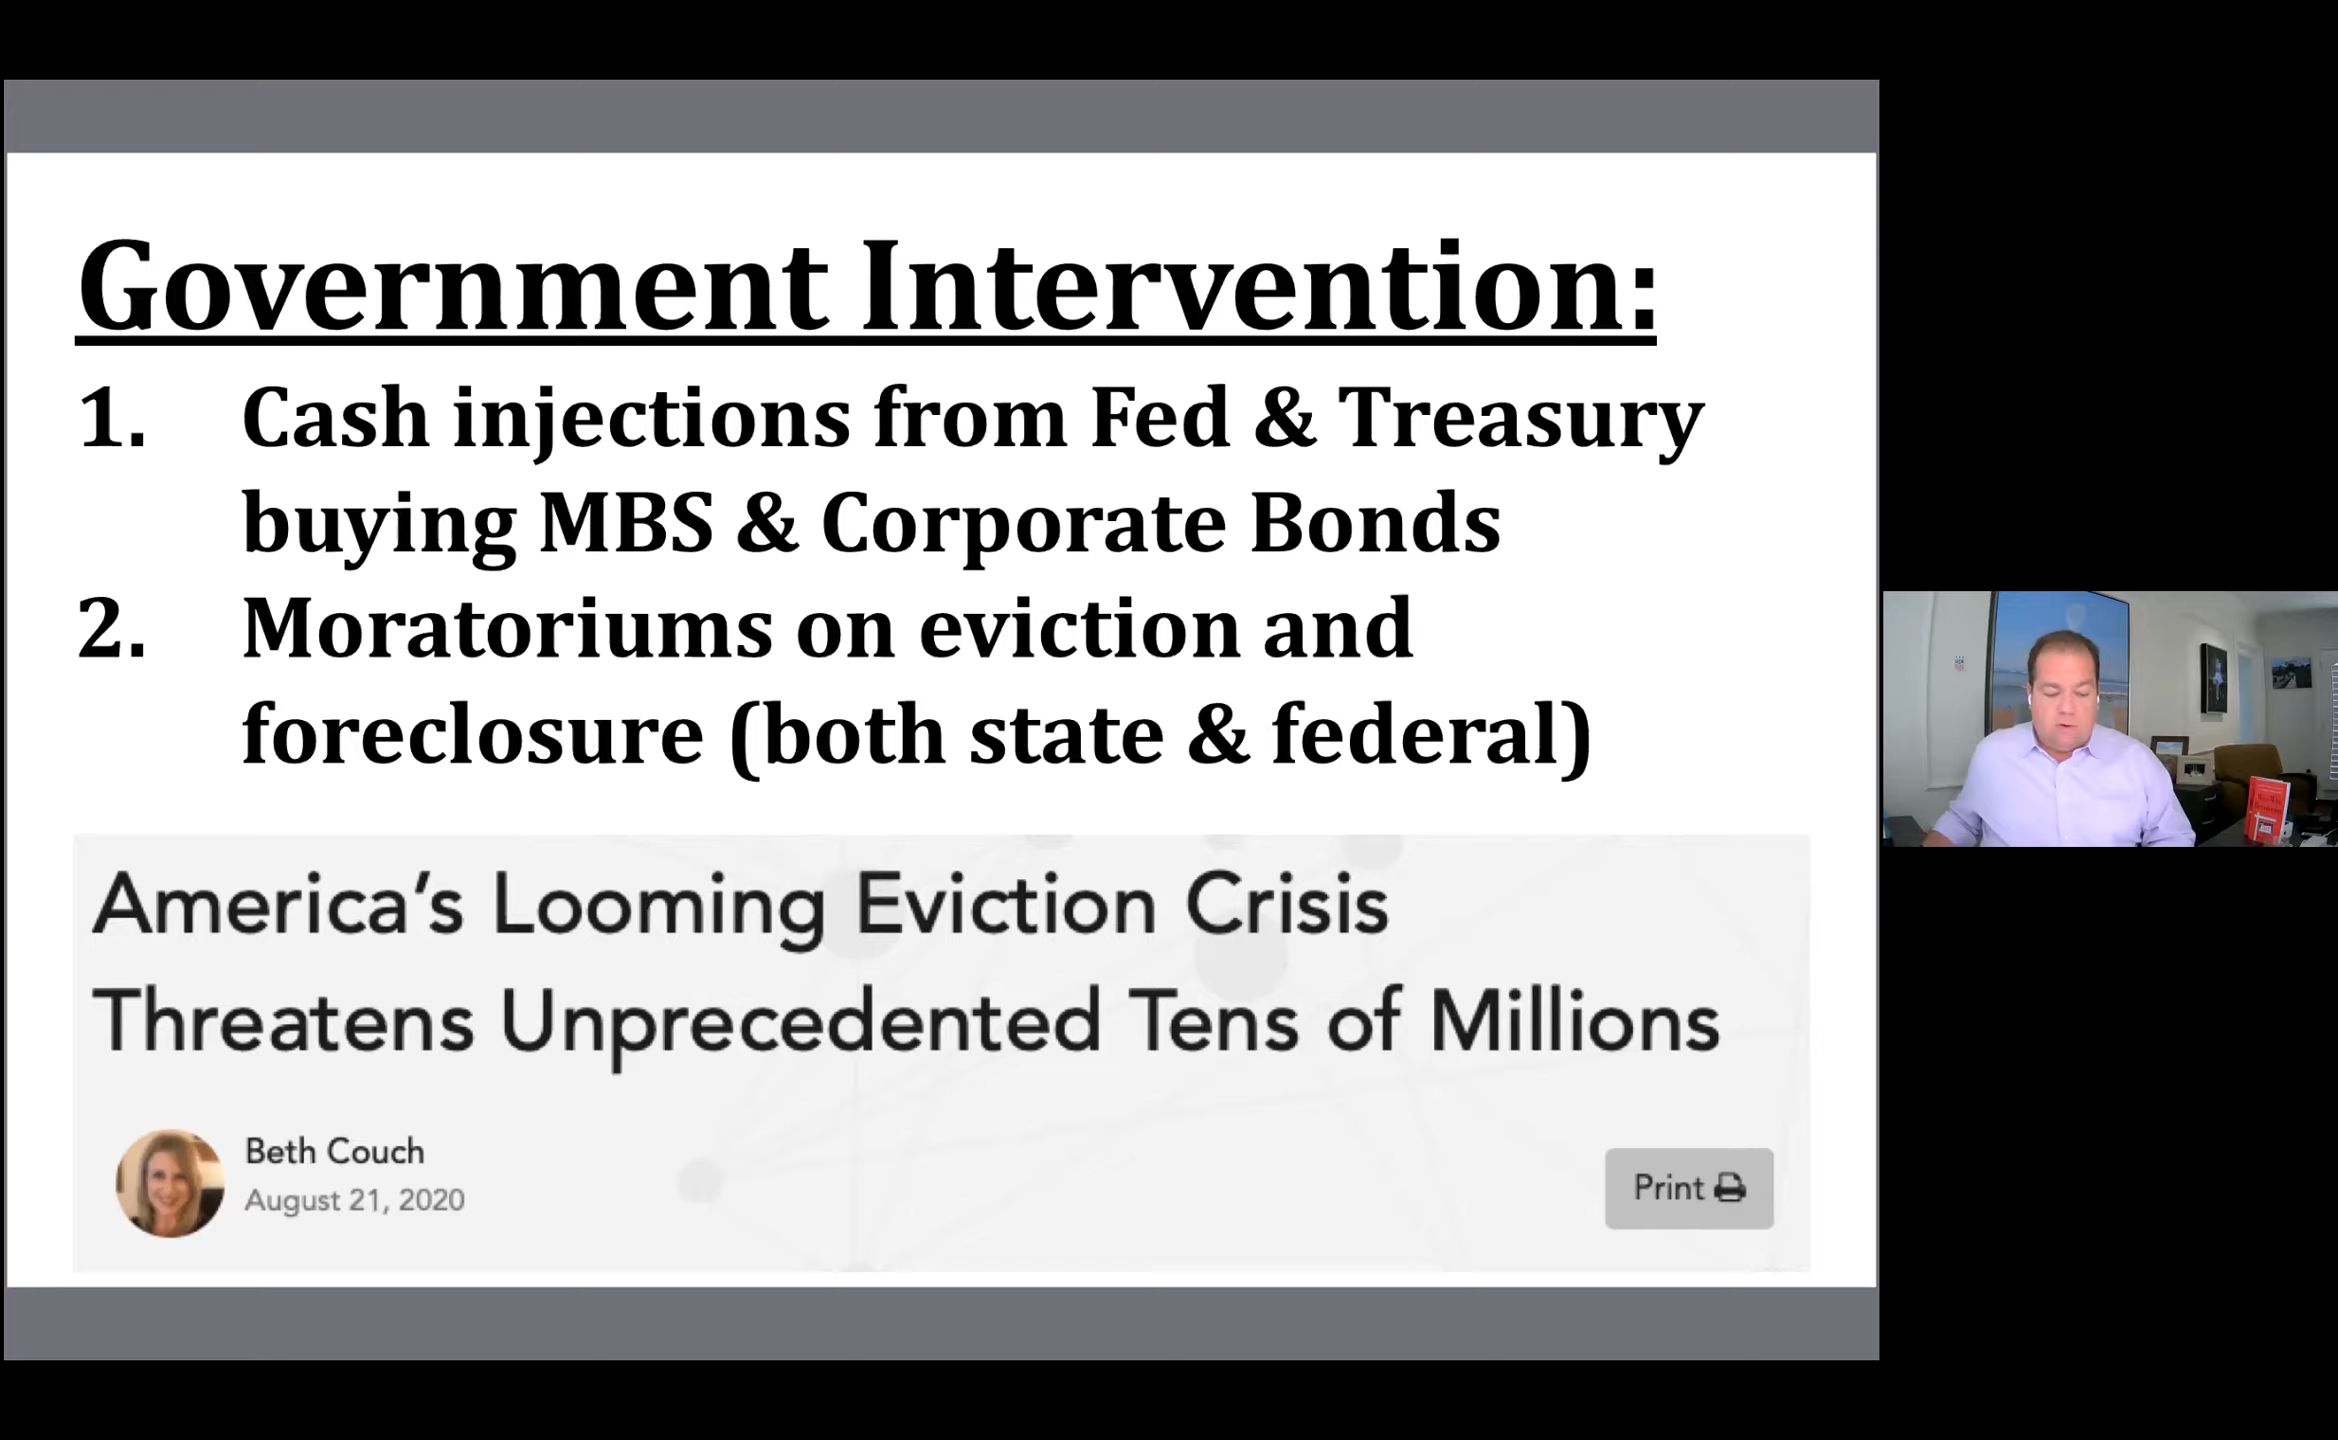 Government Intervention:
1. Cash injections from Fed & Treasury
buying MBS & Corporate Bonds
2. Moratoriums on eviction and
foreclosure (both state & federal)
America's Looming Eviction Crisis
Threatens Unprecedented Tens of Millions
Beth Couch
August 21, 2020
Print